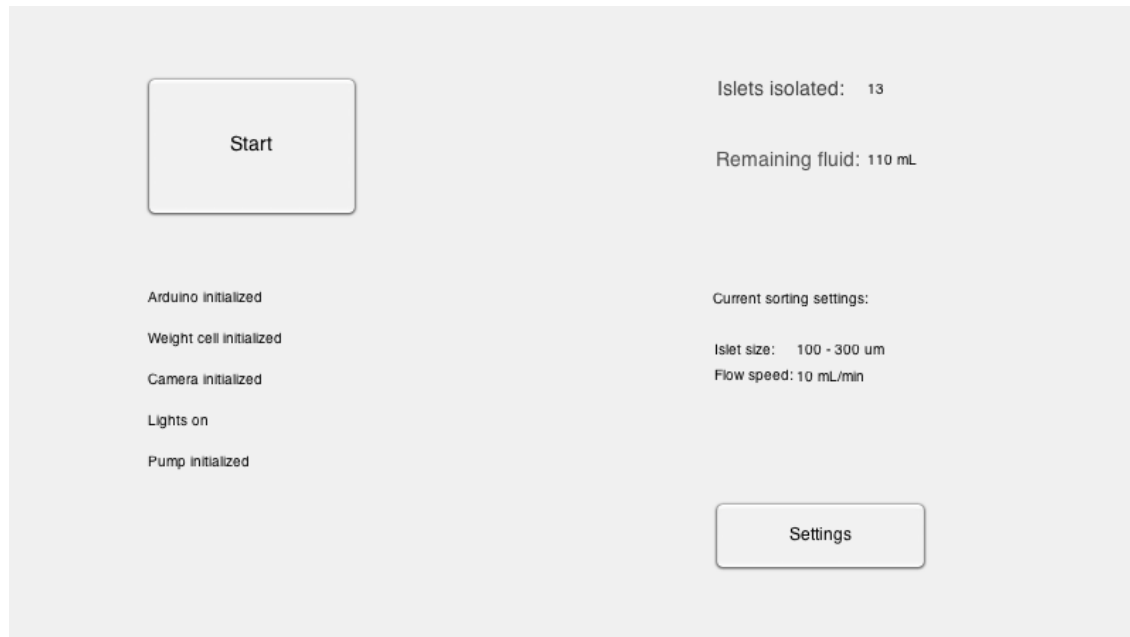 Start
Islets isolated: 13
Remaining fluid: 110 mL
Arduino initialized
Weight cell initialized
Camera initialized
Lights on
Pump initialized
Current sorting settings:
Islet size: 100 - 300 um
Flow speed: 10 mL/min
Settings